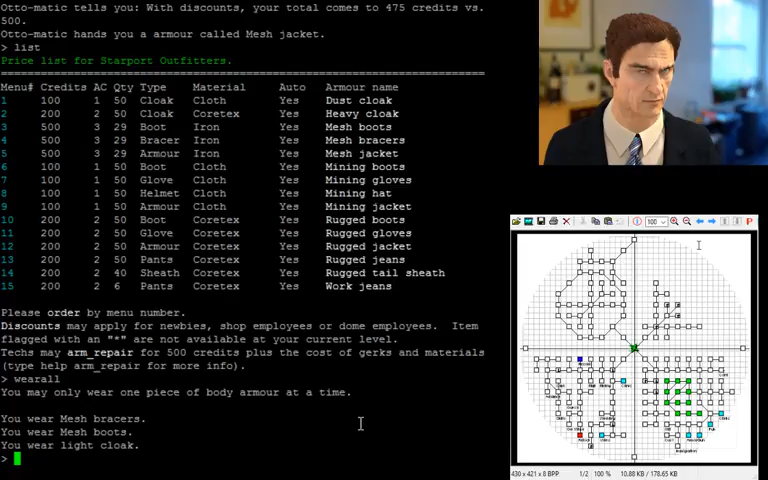 Otto-matic tells you: With discounts, your total comes to 475 credits vs.
500.
Otto-matic hands you a armour called Mesh jacket.
> list
Price list for Starport Outfitters.
Menu# Credits AC Qty Type Material Auto Armour name
1 100 1 50 Cloak Cloth Yes Dust cloak
2 200 2 50 Cloak Coretex Yes Heavy cloak
3 500 3 29 Boot Iron Yes Mesh boots
4 500 3 29 Bracer Iron Yes Mesh bracers
5 500 3 29 Armour Iron Yes Mesh jacket
6 100 1 50 Boot Cloth Yes Mining boots
7 100 1 50 Glove Cloth Yes Mining gloves
8 100 1 50 Helmet Cloth Yes Mining hat
9 100 1 50 Armour Cloth Yes Mining jacket
10 200 2 50 Boot Coretex Yes Rugged boots
11 200 2 50 Glove Coretex Yes Rugged gloves
12 200 2 50 Armour Coretex Yes Rugged jacket
13 200 2 50 Pants Coretex Yes Rugged jeans
14 200 2 40 Sheath Coretex Yes Rugged tail sheath
15 200 2 6 Pants Coretex Yes Work jeans
Please order by menu number.
Discounts may apply for newbies, shop employees or dome employees. Item
flagged with an "*" are not available at your current level.
Techs may arm_repair for 500 credits plus the cost of gerks and materials
(type help arm_repair for more info).
> wearall
You may only wear one piece of body armour at a time.
You wear Mesh bracers.
You wear Mesh boots.
You wear light cloak.
>
100
430 x 421 x 8 BPP 1/2 100 % 10.88 KB / 178.65 KB